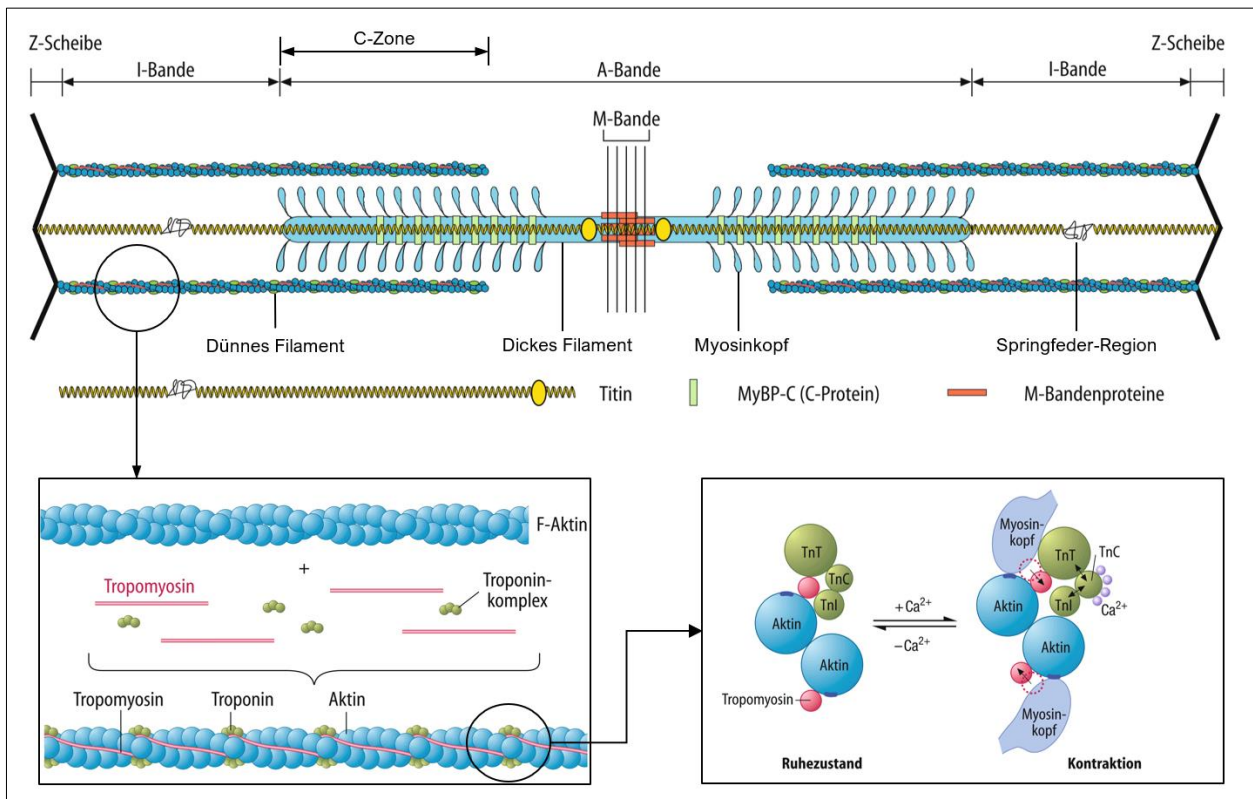 C-Zone
Z-Scheibe
Z-Scheibe
I-Bande
A-Bande
I-Bande
M-Bande
Dünnes Filament
Dickes Filament
Myosinkopf
Springfeder-Region
Titin
MyBP-C (C-Protein)
M-Bandenproteine
F-Aktin
+
Tropomyosin
Troponin-
komplex
Tropomyosin
Troponin
Aktin
TnT
TnC
TnI
Aktin
Aktin
Tropomyosin
Ruhezustand
+Ca²⁺
−Ca²⁺
Myosin-
kopf
TnT
TnC
TnI
Ca²⁺
Aktin
Aktin
Myosin-
kopf
Kontraktion